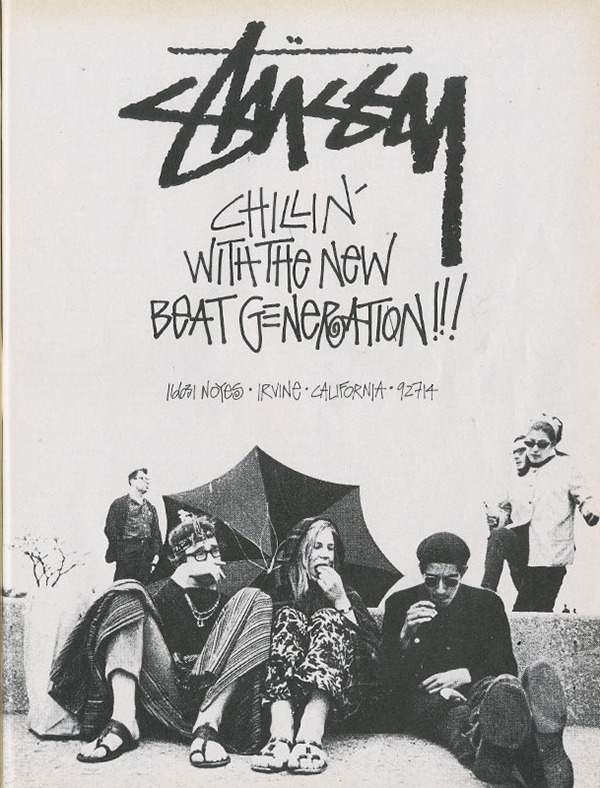 Stüssy
CHILLIN'
WITH THE NEW
BEAT GENERATION!!!
16631 NOYES • IRVINE • CALIFORNIA • 92714